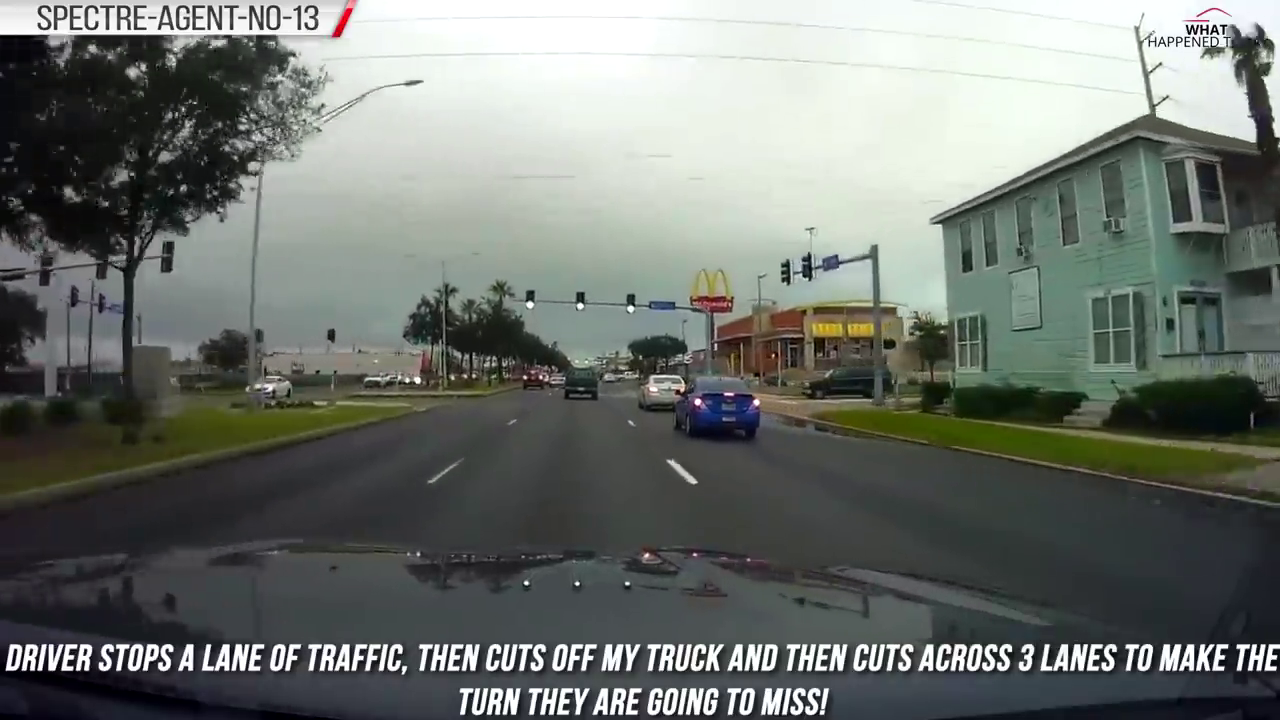 SPECTRE-AGENT-NO-13
WHAT
HAPPENED T
McDonald's
DRIVER STOPS A LANE OF TRAFFIC, THEN CUTS OFF MY TRUCK AND THEN CUTS ACROSS 3 LANES TO MAKE THE
TURN THEY ARE GOING TO MISS!